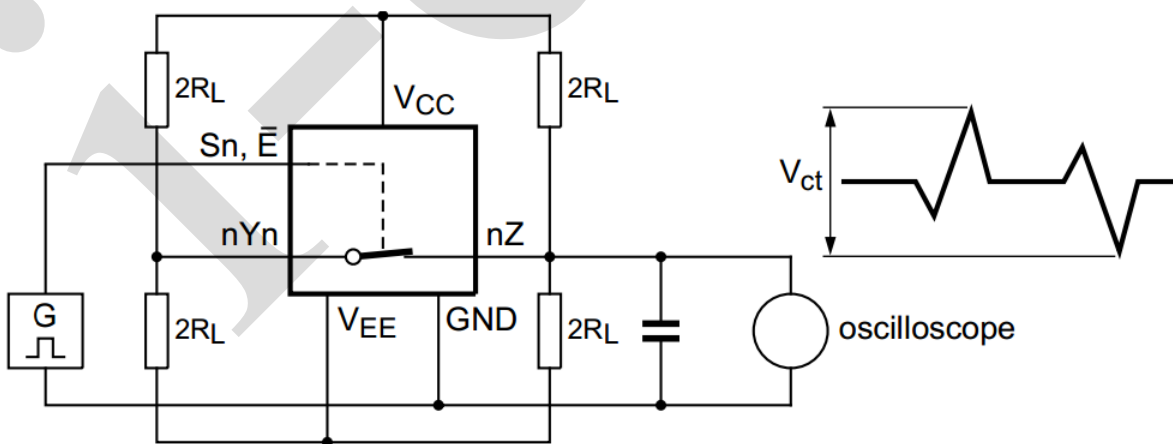 2RL
2RL
VCC
Sn, E̅
Vct
nYn
nZ
G
2RL
VEE
GND
2RL
oscilloscope